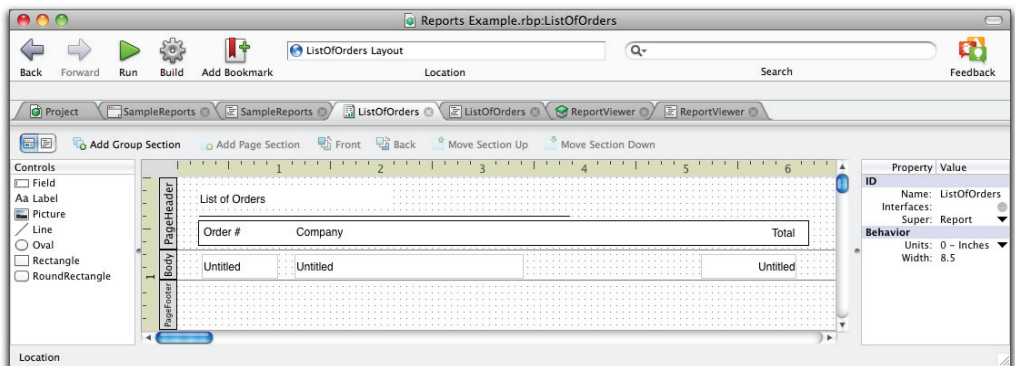 Reports Example.rbp:ListOfOrders
ListOfOrders Layout
Back Forward Run Build Add Bookmark Location Search Feedback
Project SampleReports SampleReports ListOfOrders ListOfOrders ReportViewer ReportViewer
Add Group Section Add Page Section Front Back Move Section Up Move Section Down
Controls
Field
Aa Label
Picture
Line
Oval
Rectangle
RoundRectangle
1 2 3 4 5 6
PageHeader
List of Orders
Order # Company Total
Body
1
Untitled Untitled Untitled
PageFooter
Property Value
ID
Name: ListOfOrders
Interfaces:
Super: Report
Behavior
Units: 0 – Inches
Width: 8.5
Location